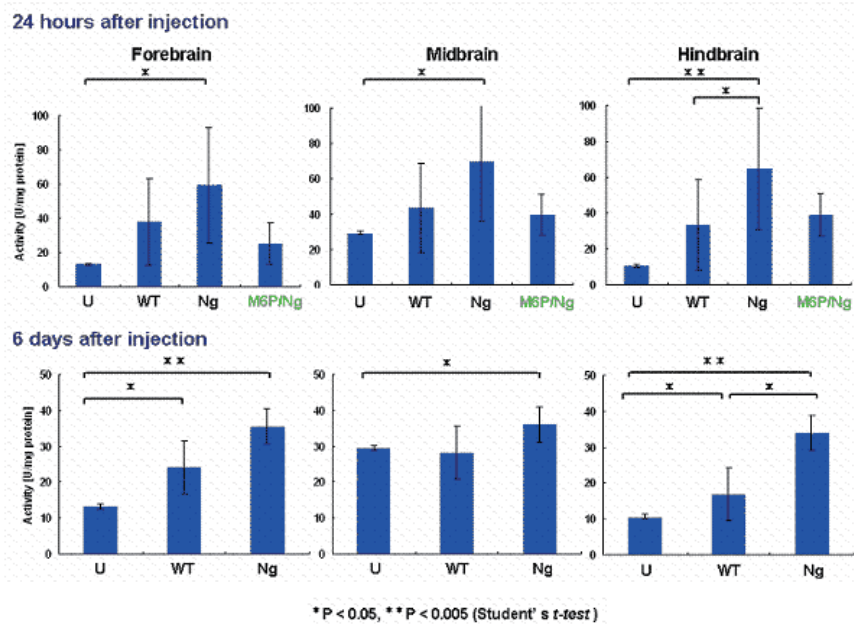 24 hours after injection
Forebrain Midbrain Hindbrain
* * ** *
Activity [U/mg protein]
100
80
60
40
20
0
U WT Ng M6P/Ng
100
80
60
40
20
0
U WT Ng M6P/Ng
100
80
60
40
20
0
U WT Ng M6P/Ng
6 days after injection
** * * ** * *
Activity [U/mg protein]
50
40
30
20
10
0
U WT Ng
50
40
30
20
10
0
U WT Ng
50
40
30
20
10
0
U WT Ng
* P < 0.05, ** P < 0.005 (Student' s t-test )